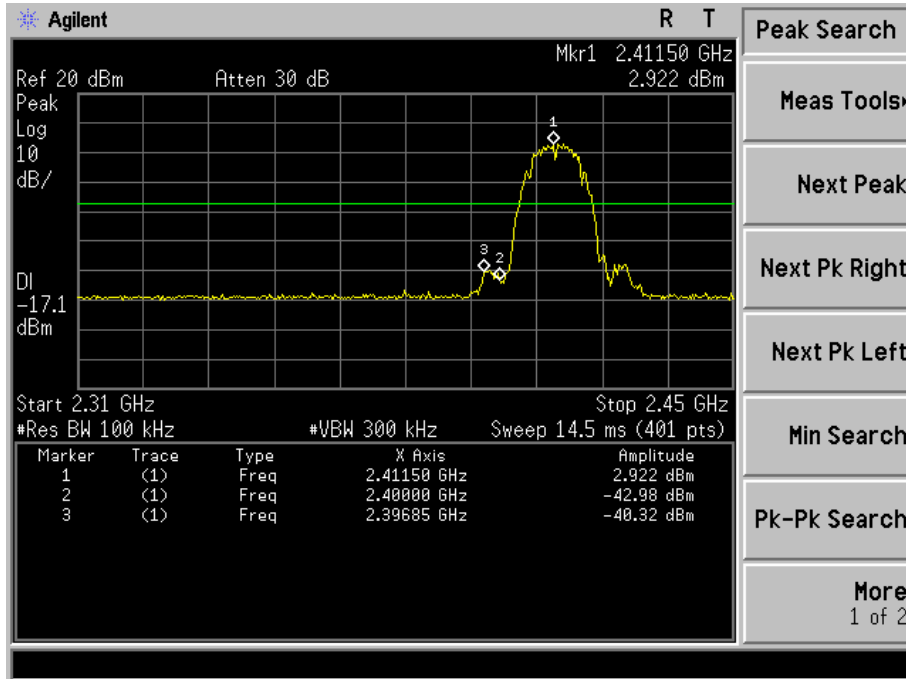 Agilent R T
Peak Search
Mkr1 2.41150 GHz
Ref 20 dBm Atten 30 dB 2.922 dBm
Peak
Log
10
dB/
1
3
2
DI
-17.1
dBm
Start 2.31 GHz Stop 2.45 GHz
#Res BW 100 kHz #VBW 300 kHz Sweep 14.5 ms (401 pts)
Marker Trace Type X Axis Amplitude
1 (1) Freq 2.41150 GHz 2.922 dBm
2 (1) Freq 2.40000 GHz -42.98 dBm
3 (1) Freq 2.39685 GHz -40.32 dBm
Meas Tools
Next Peak
Next Pk Right
Next Pk Left
Min Search
Pk-Pk Search
More
1 of 2